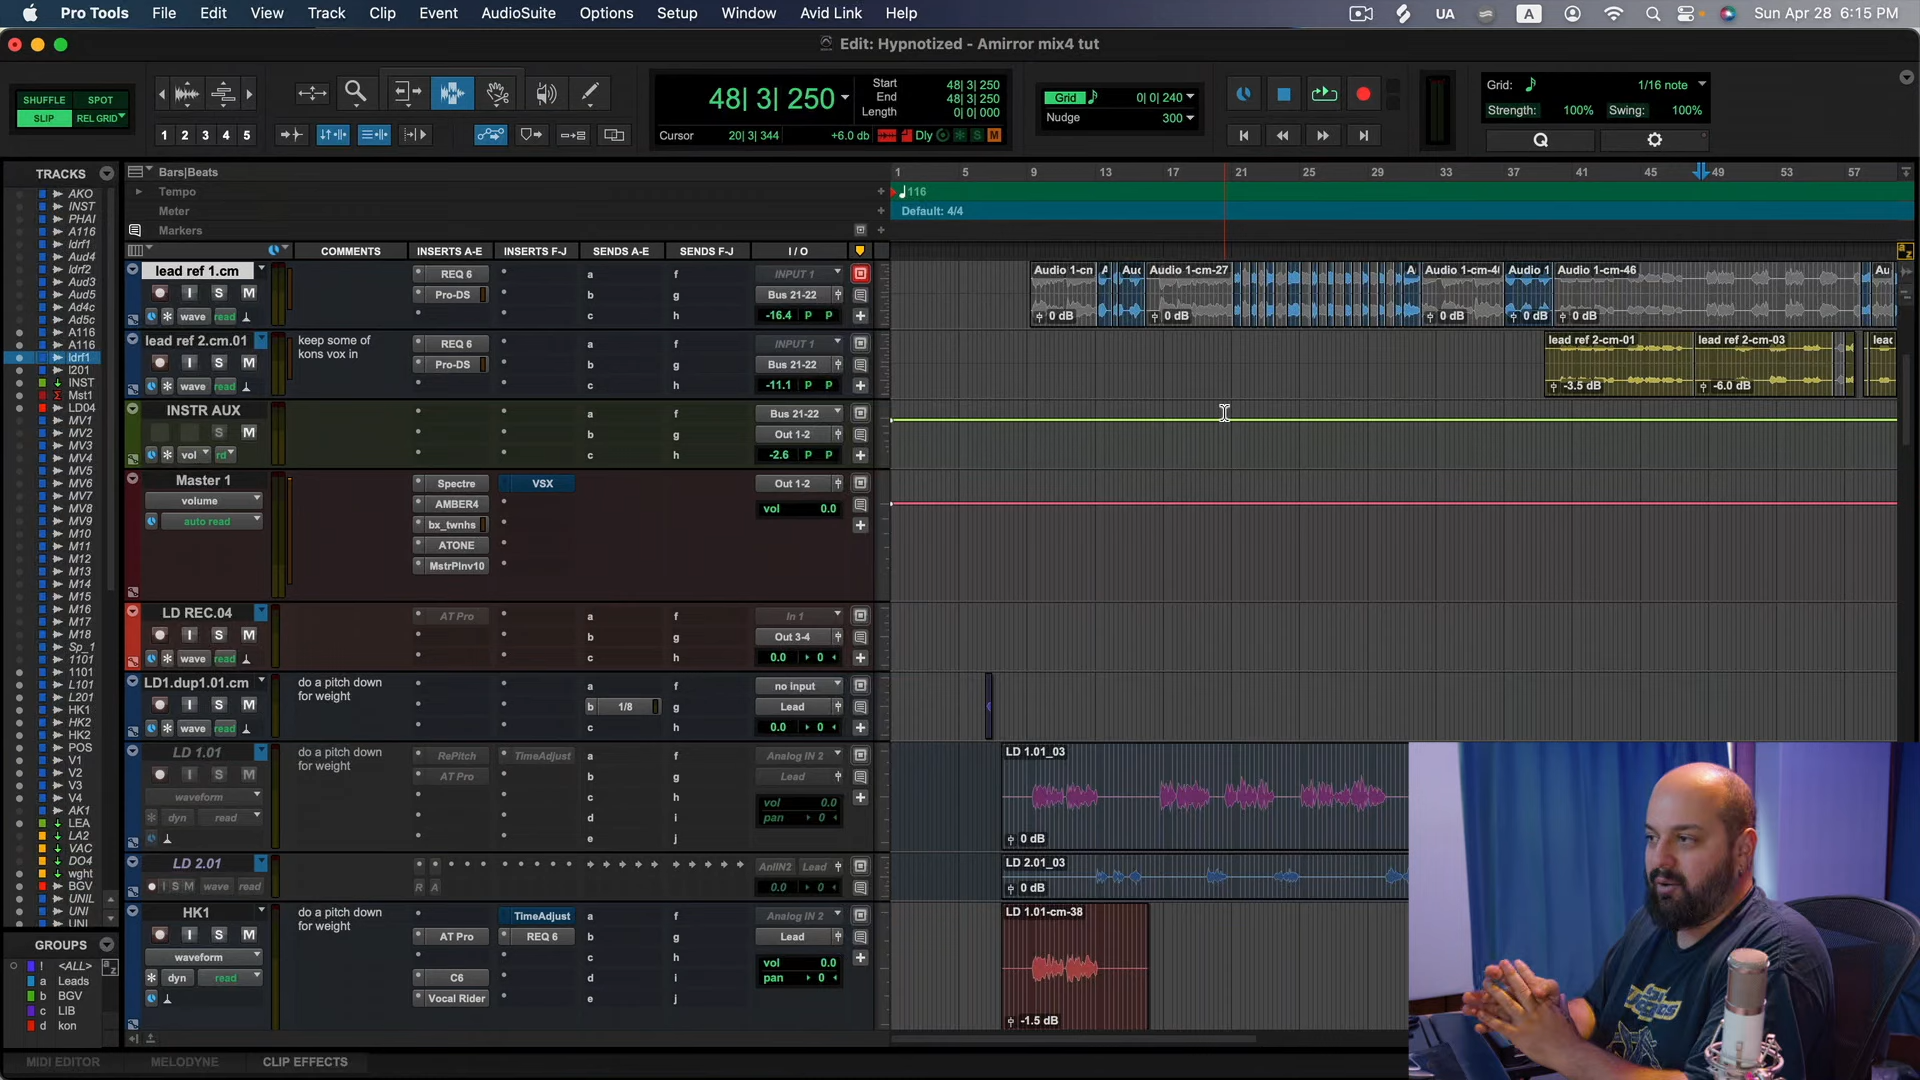 Pro Tools File Edit View Track Clip Event AudioSuite Options Setup Window Avid Link Help UA A Sun Apr 28 6:15 PM
Edit: Hypnotized - Amirror mix4 tut
SHUFFLE SPOT
SLIP REL GRID
1 2 3 4 5
48| 3| 250
Start 48| 3| 250
End 48| 3| 250
Length 0| 0| 000
Cursor 20| 3| 344 +6.0 db Dly S M
Grid 0| 0| 240
Nudge 300
Grid: 1/16 note
Strength: 100% Swing: 100%
Q
TRACKS
AKO
INST
PHAI
A116
ldrf1
Aud4
ldrf2
Aud3
Aud5
Ad4c
Ad5c
A116
A116
ldrf1
l201
INST
Mst1
LD04
MV1
MV2
MV3
MV4
MV5
MV6
MV7
MV8
MV9
M10
M11
M12
M13
M14
M15
M16
M17
M18
Sp_1
1101
1101
L101
L201
HK1
HK2
HK2
POS
V1
V2
V3
V4
AK1
LEA
LA2
VAC
DO4
wght
BGV
UNIL
UNI
UNI
GROUPS
! <ALL>
a Leads
b BGV
c LIB
d kon
Bars|Beats
Tempo
Meter
Markers
1 5 9 13 17 21 25 29 33 37 41 45 49 53 57
116
Default: 4/4
COMMENTS INSERTS A-E INSERTS F-J SENDS A-E SENDS F-J I / O
lead ref 1.cm
I S M
wave read
REQ 6
Pro-DS
a f
b g
c h
INPUT 1
Bus 21-22
-16.4 P P
Audio 1-cn A Auc Audio 1-cm-27 A Audio 1-cm-4( Audio 1 Audio 1-cm-46 Au
0 dB 0 dB 0 dB 0 dB 0 dB
lead ref 2.cm.01
keep some of
kons vox in
I S M
wave read
REQ 6
Pro-DS
a f
b g
c h
INPUT 1
Bus 21-22
-11.1 P P
lead ref 2-cm-01 lead ref 2-cm-03 leac
-3.5 dB -6.0 dB
INSTR AUX
S M
vol rd
a f
b g
c h
Bus 21-22
Out 1-2
-2.6 P P
Master 1
volume
auto read
Spectre
AMBER4
bx_twnhs
ATONE
MstrPlnv10
VSX
Out 1-2
vol 0.0
LD REC.04
I S M
wave read
AT Pro
a f
b g
c h
In 1
Out 3-4
0.0 0
LD1.dup1.01.cm
do a pitch down
for weight
I S M
wave read
a f
b 1/8 g
c h
no input
Lead
0.0 0
LD 1.01
do a pitch down
for weight
I S M
waveform
dyn read
RePitch
AT Pro
TimeAdjust
a f
b g
c h
d i
e j
Analog IN 2
Lead
vol 0.0
pan 0
LD 1.01_03
0 dB
LD 2.01
I S M wave read
R A
AnlIN2 Lead
0.0 0
LD 2.01_03
0 dB
HK1
do a pitch down
for weight
I S M
waveform
dyn read
AT Pro
C6
Vocal Rider
TimeAdjust
REQ 6
a f
b g
c h
d i
e j
Analog IN 2
Lead
vol 0.0
pan 0
LD 1.01-cm-38
-1.5 dB
MIDI EDITOR MELODYNE CLIP EFFECTS